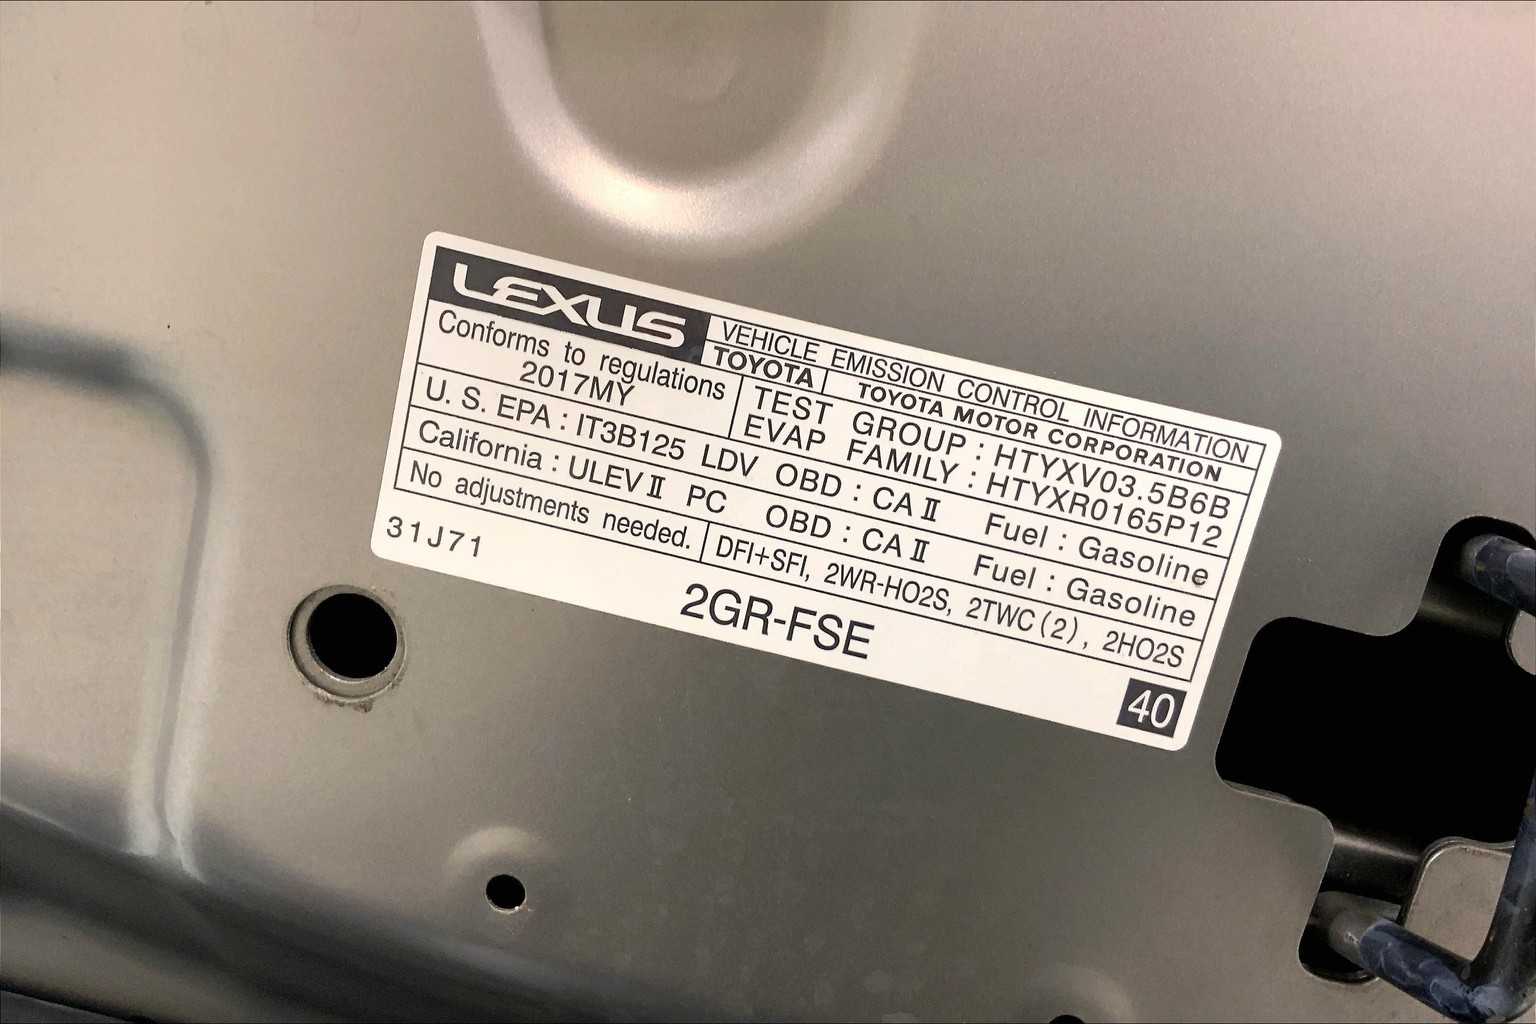 LEXUS
VEHICLE EMISSION CONTROL INFORMATION
TOYOTA TOYOTA MOTOR CORPORATION
Conforms to regulations
2017MY
TEST GROUP : HTYXV03.5B6B
EVAP FAMILY : HTYXR0165P12
U. S. EPA : IT3B125 LDV OBD : CA II Fuel : Gasoline
California : ULEV II PC OBD : CA II Fuel : Gasoline
No adjustments needed. DFI+SFI, 2WR-HO2S, 2TWC(2), 2HO2S
31J71
2GR-FSE
40